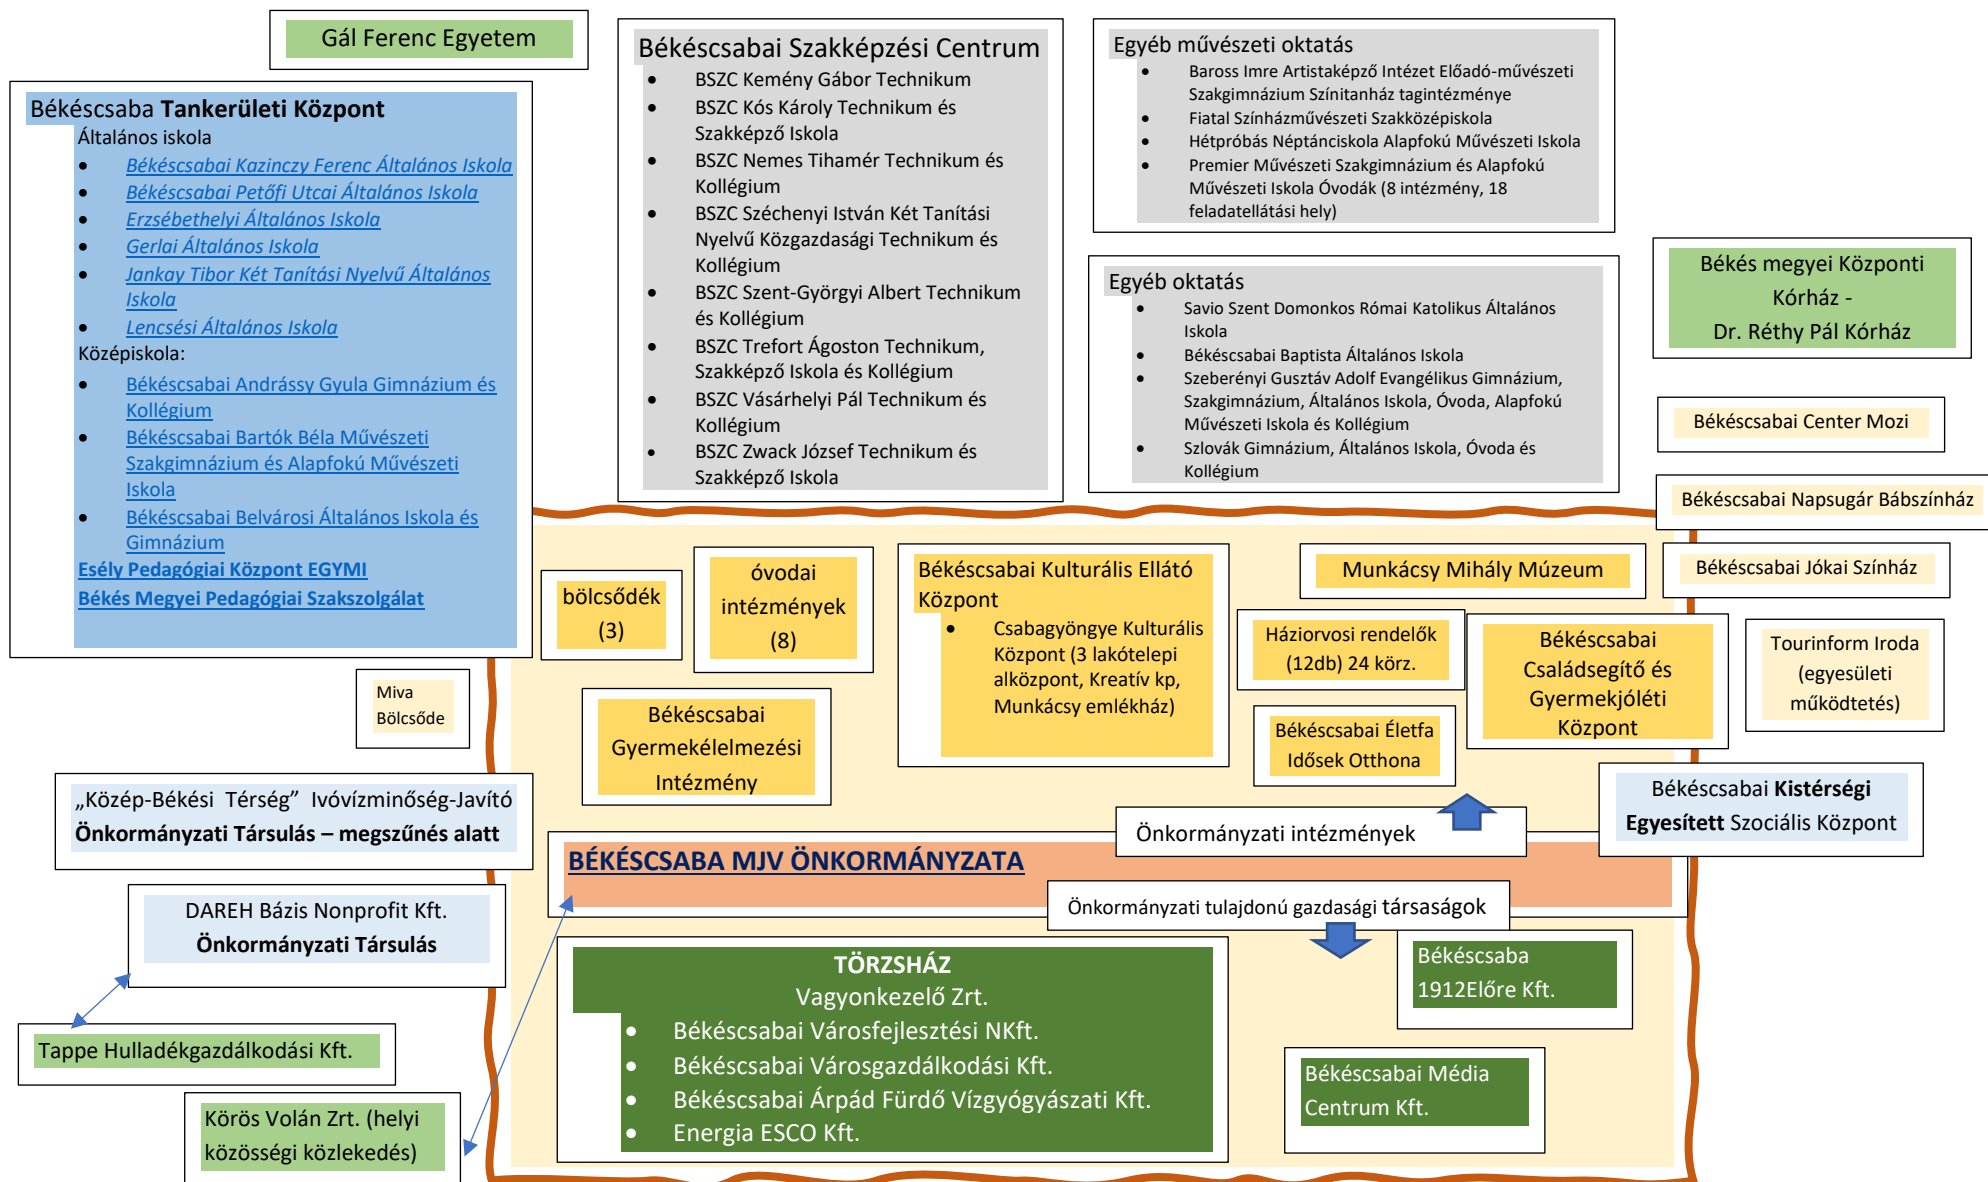 Gál Ferenc Egyetem
Békéscsaba Tankerületi Központ
Általános iskola
• Békéscsabai Kazinczy Ferenc Általános Iskola
• Békéscsabai Petőfi Utcai Általános Iskola
• Erzsébethelyi Általános Iskola
• Gerlai Általános Iskola
• Jankay Tibor Két Tanítási Nyelvű Általános
Iskola
• Lencsési Általános Iskola
Középiskola:
• Békéscsabai Andrássy Gyula Gimnázium és
Kollégium
• Békéscsabai Bartók Béla Művészeti
Szakgimnázium és Alapfokú Művészeti
Iskola
• Békéscsabai Belvárosi Általános Iskola és
Gimnázium
Esély Pedagógiai Központ EGYMI
Békés Megyei Pedagógiai Szakszolgálat
Békéscsabai Szakképzési Centrum
• BSZC Kemény Gábor Technikum
• BSZC Kós Károly Technikum és
Szakképző Iskola
• BSZC Nemes Tihamér Technikum és
Kollégium
• BSZC Széchenyi István Két Tanítási
Nyelvű Közgazdasági Technikum és
Kollégium
• BSZC Szent-Györgyi Albert Technikum
és Kollégium
• BSZC Trefort Ágoston Technikum,
Szakképző Iskola és Kollégium
• BSZC Vásárhelyi Pál Technikum és
Kollégium
• BSZC Zwack József Technikum és
Szakképző Iskola
Egyéb művészeti oktatás
• Baross Imre Artistaképző Intézet Előadó-művészeti
Szakgimnázium Színitanház tagintézménye
• Fiatal Színházművészeti Szakközépiskola
• Hétpróbás Néptánciskola Alapfokú Művészeti Iskola
• Premier Művészeti Szakgimnázium és Alapfokú
Művészeti Iskola Óvodák (8 intézmény, 18
feladatellátási hely)
Egyéb oktatás
• Savio Szent Domonkos Római Katolikus Általános
Iskola
• Békéscsabai Baptista Általános Iskola
• Szeberényi Gusztáv Adolf Evangélikus Gimnázium,
Szakgimnázium, Általános Iskola, Óvoda, Alapfokú
Művészeti Iskola és Kollégium
• Szlovák Gimnázium, Általános Iskola, Óvoda és
Kollégium
Békés megyei Központi
Kórház -
Dr. Réthy Pál Kórház
Békéscsabai Center Mozi
Békéscsabai Napsugár Bábszínház
Békéscsabai Jókai Színház
Tourinform Iroda
(egyesületi
működtetés)
bölcsődék
(3)
óvodai
intézmények
(8)
Békéscsabai Kulturális Ellátó
Központ
• Csabagyöngye Kulturális
Központ (3 lakótelepi
alközpont, Kreatív kp,
Munkácsy emlékház)
Munkácsy Mihály Múzeum
Háziorvosi rendelők
(12db) 24 körz.
Békéscsabai
Családsegítő és
Gyermekjóléti
Központ
Miva
Bölcsőde
Békéscsabai
Gyermekélelmezési
Intézmény
Békéscsabai Életfa
Idősek Otthona
„Közép-Békési Térség” Ivóvízminőség-Javító
Önkormányzati Társulás – megszűnés alatt
Békéscsabai Kistérségi
Egyesített Szociális Központ
Önkormányzati intézmények
BÉKÉSCSABA MJV ÖNKORMÁNYZATA
Önkormányzati tulajdonú gazdasági társaságok
DAREH Bázis Nonprofit Kft.
Önkormányzati Társulás
TÖRZSHÁZ
Vagyonkezelő Zrt.
• Békéscsabai Városfejlesztési NKft.
• Békéscsabai Városgazdálkodási Kft.
• Békéscsabai Árpád Fürdő Vízgyógyászati Kft.
• Energia ESCO Kft.
Békéscsaba
1912Előre Kft.
Békéscsabai Média
Centrum Kft.
Tappe Hulladékgazdálkodási Kft.
Körös Volán Zrt. (helyi
közösségi közlekedés)